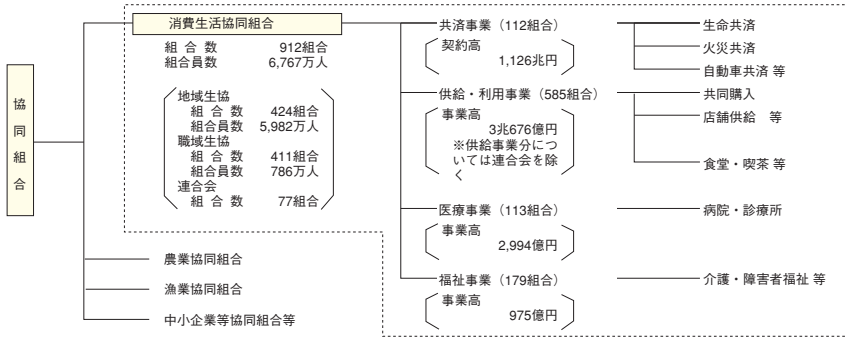 協同組合
消費生活協同組合
組合数 912組合
組合員数 6,767万人
地域生協
組合数 424組合
組合員数 5,982万人
職域生協
組合数 411組合
組合員数 786万人
連合会
組合数 77組合
農業協同組合
漁業協同組合
中小企業等協同組合等
共済事業（112組合）
契約高
1,126兆円
生命共済
火災共済
自動車共済 等
供給・利用事業（585組合）
事業高
3兆676億円
※供給事業分につ
いては連合会を除
く
共同購入
店舗供給 等
食堂・喫茶 等
医療事業（113組合）
事業高
2,994億円
病院・診療所
福祉事業（179組合）
事業高
975億円
介護・障害者福祉 等